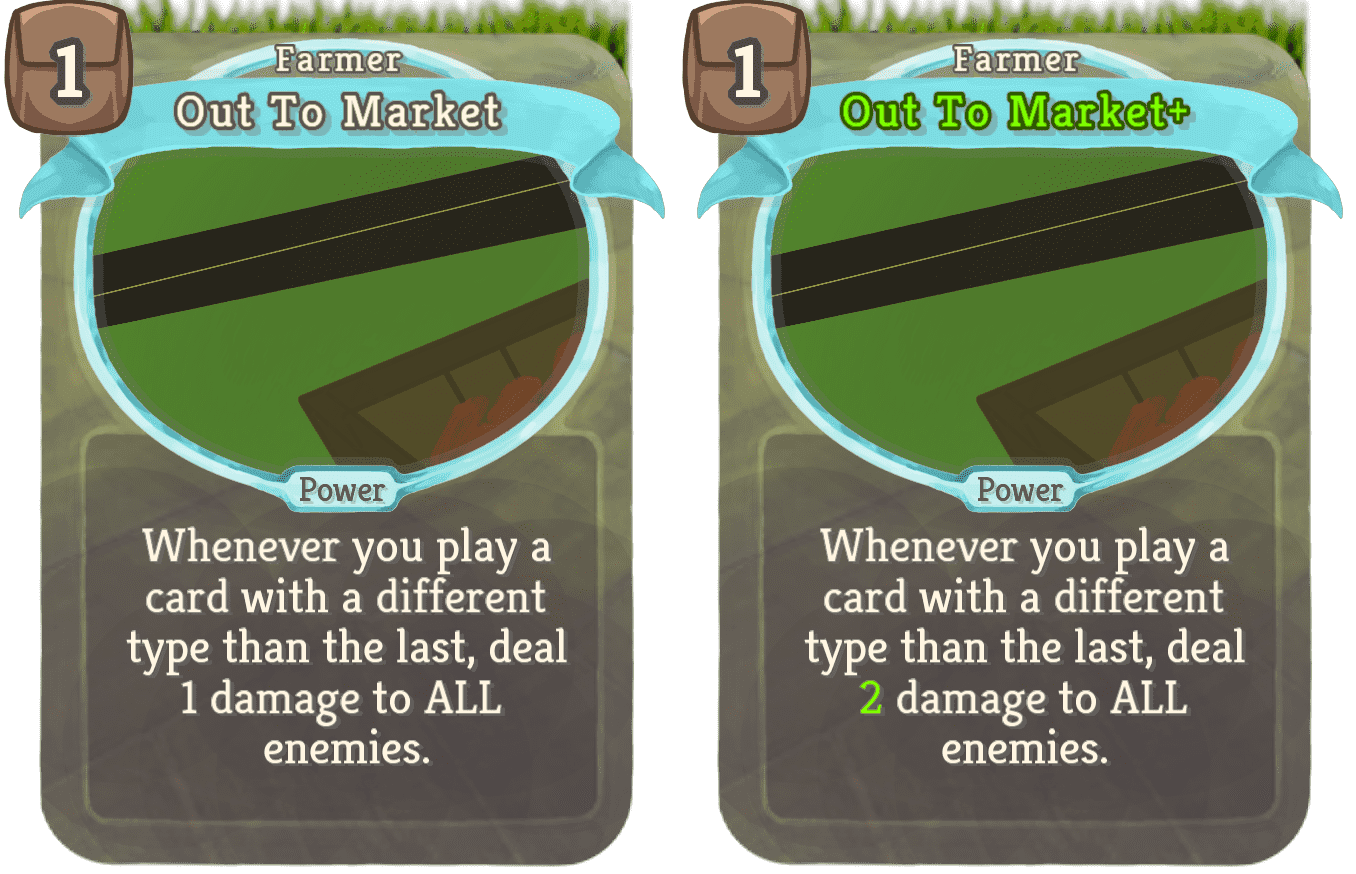 1
Farmer
Out To Market
Power
Whenever you play a
card with a different
type than the last, deal
1 damage to ALL
enemies.
1
Farmer
Out To Market+
Power
Whenever you play a
card with a different
type than the last, deal
2 damage to ALL
enemies.